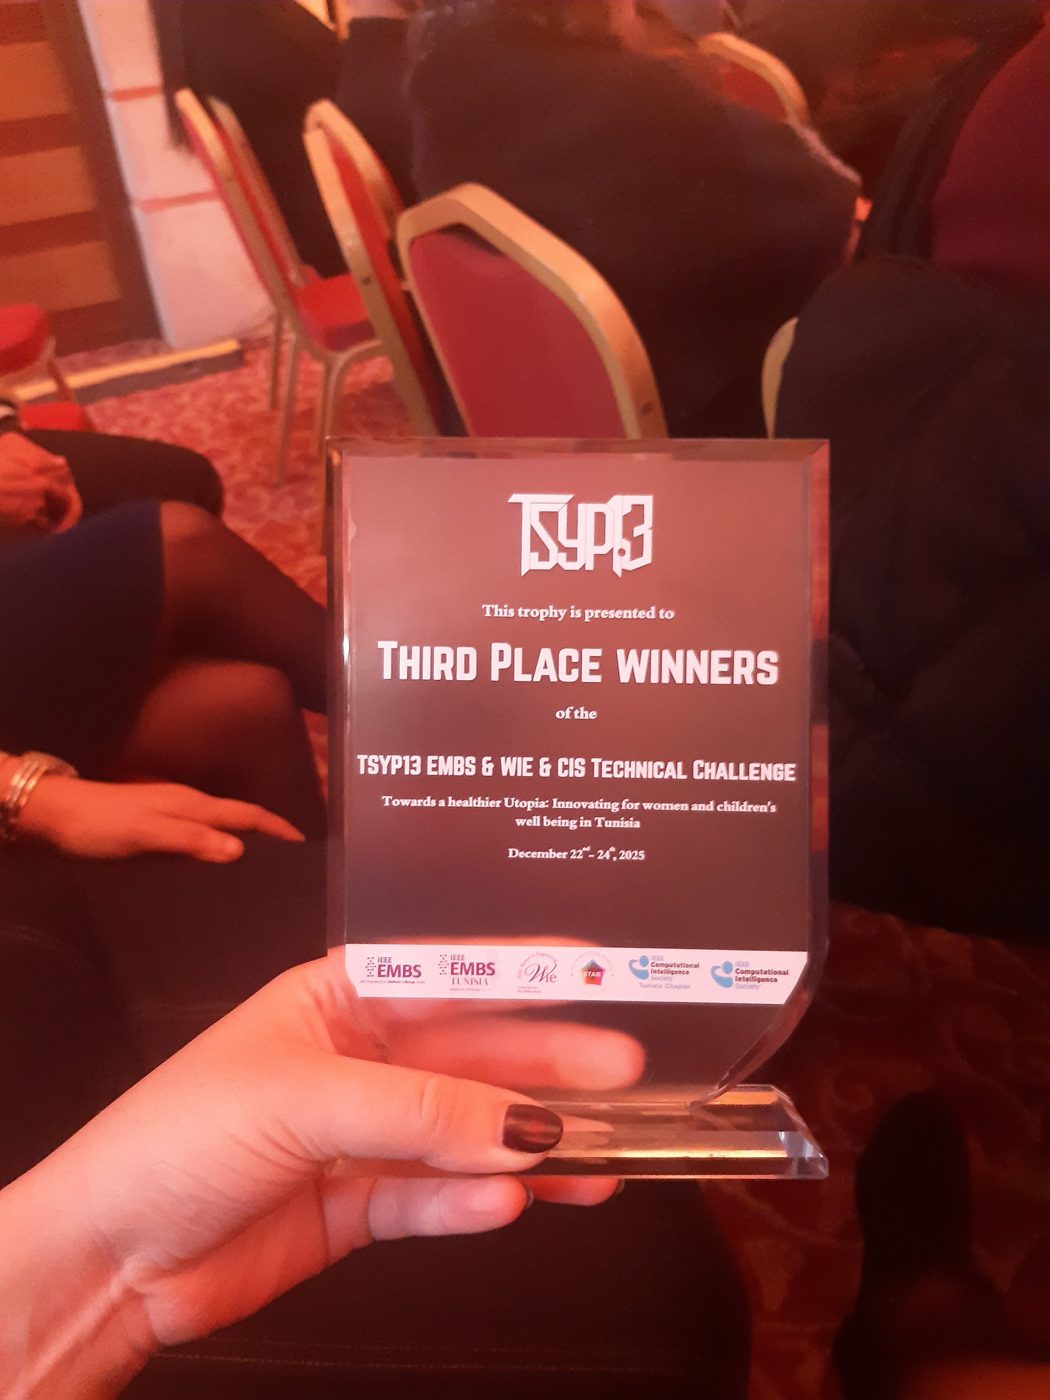 TSYP13
This trophy is presented to
THIRD PLACE WINNERS
of the
TSYP13 EMBS & WIE & CIS TECHNICAL CHALLENGE
Towards a healthier Utopia: Innovating for women and children's
well being in Tunisia
December 22nd - 24th, 2025
IEEE
EMBS
IEEE
EMBS
TUNISIA
Wie
STAR
IEEE
Computational
Intelligence
Society
Tunisia Chapter
IEEE
Computational
Intelligence
Society